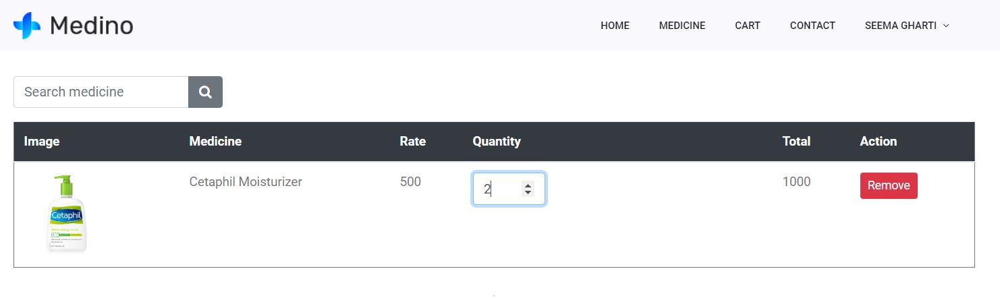 Medino
HOME MEDICINE CART CONTACT SEEMA GHARTI
Search medicine
Image Medicine Rate Quantity Total Action
Cetaphil Moisturizer 500 2 1000 Remove
Cetaphil